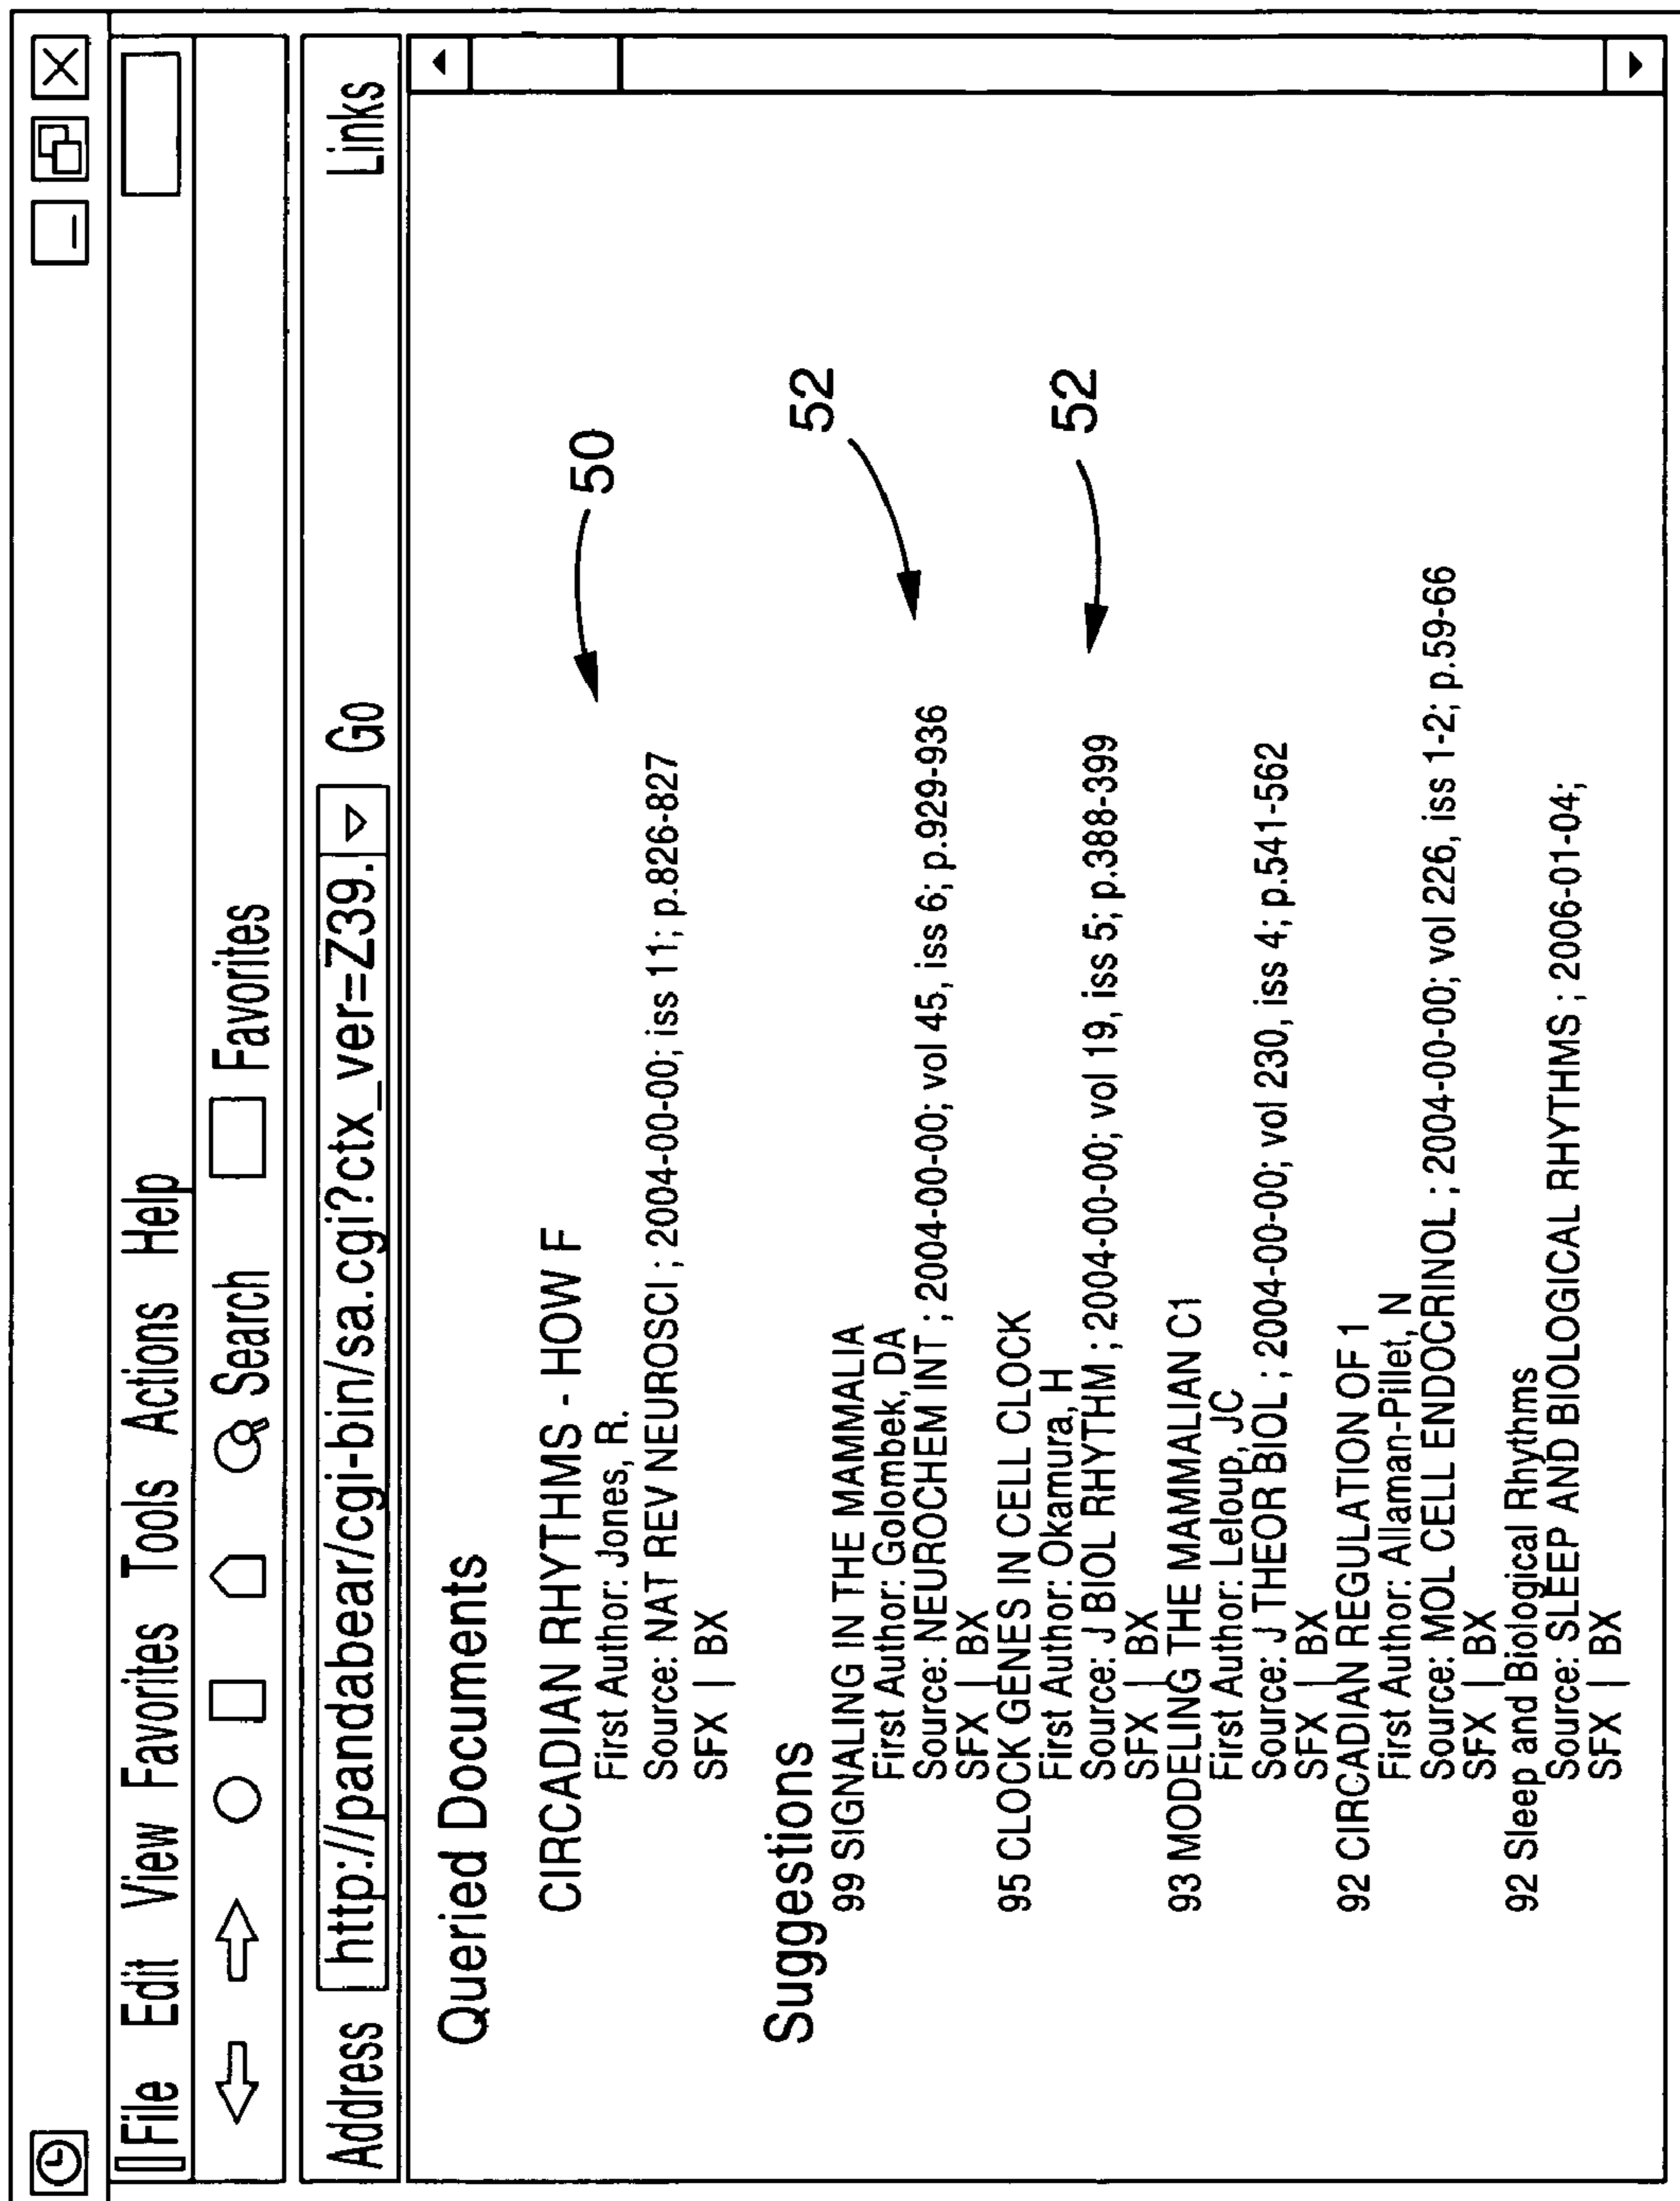 File Edit View Favorites Tools Actions Help
Search Favorites
Address http://pandabear/cgi-bin/sa.cgi?ctx_ver=Z39. Go Links
Queried Documents
CIRCADIAN RHYTHMS - HOW F
First Author: Jones, R.
Source: NAT REV NEUROSCI ; 2004-00-00; iss 11; p.826-827
SFX | BX
50
Suggestions
99 SIGNALING IN THE MAMMALIA
First Author: Golombek, DA
Source: NEUROCHEM INT ; 2004-00-00; vol 45, iss 6; p.929-936
SFX | BX
52
95 CLOCK GENES IN CELL CLOCK
First Author: Okamura, H
Source: J BIOL RHYTHM ; 2004-00-00; vol 19, iss 5; p.388-399
SFX | BX
52
93 MODELING THE MAMMALIAN C1
First Author: Leloup, JC
Source: J THEOR BIOL ; 2004-00-00; vol 230, iss 4; p.541-562
SFX | BX
92 CIRCADIAN REGULATION OF 1
First Author: Allaman-Pillet, N
Source: MOL CELL ENDOCRINOL ; 2004-00-00; vol 226, iss 1-2; p.59-66
SFX | BX
92 Sleep and Biological Rhythms
Source: SLEEP AND BIOLOGICAL RHYTHMS ; 2006-01-04;
SFX | BX